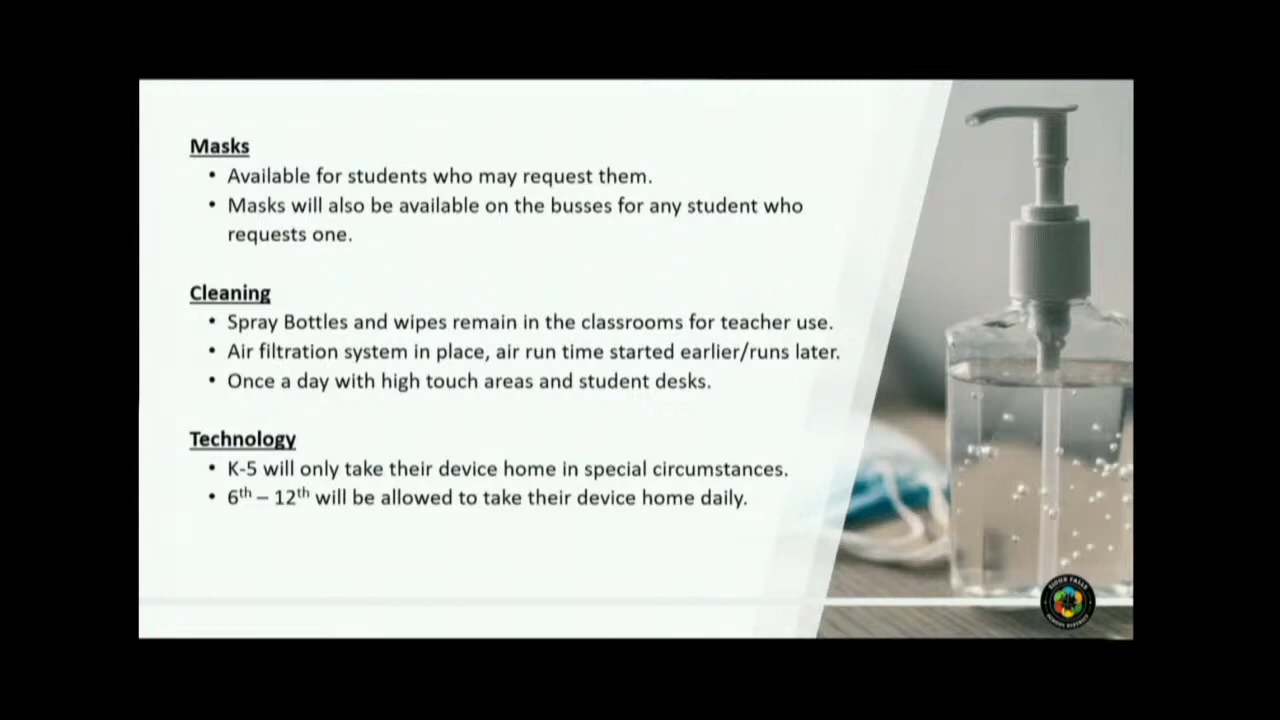 Masks
• Available for students who may request them.
• Masks will also be available on the busses for any student who
requests one.
Cleaning
• Spray Bottles and wipes remain in the classrooms for teacher use.
• Air filtration system in place, air run time started earlier/runs later.
• Once a day with high touch areas and student desks.
Technology
• K-5 will only take their device home in special circumstances.
• 6th – 12th will be allowed to take their device home daily.
SIOUX FALLS
SCHOOL DISTRICT